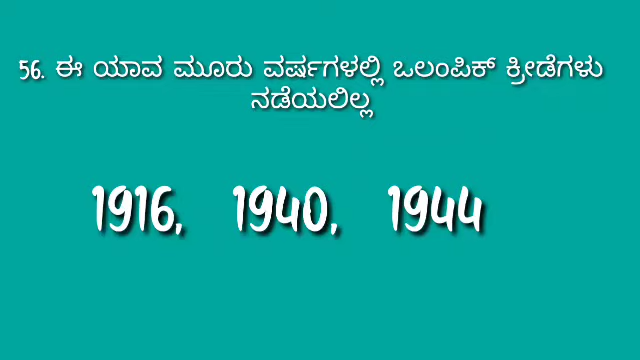 56. ಈ ಯಾವ ಮೂರು ವರ್ಷಗಳಲ್ಲಿ ಒಲಂಪಿಕ್ ಕ್ರೀಡೆಗಳು
ನಡೆಯಲಿಲ್ಲ
1916, 1940, 1944